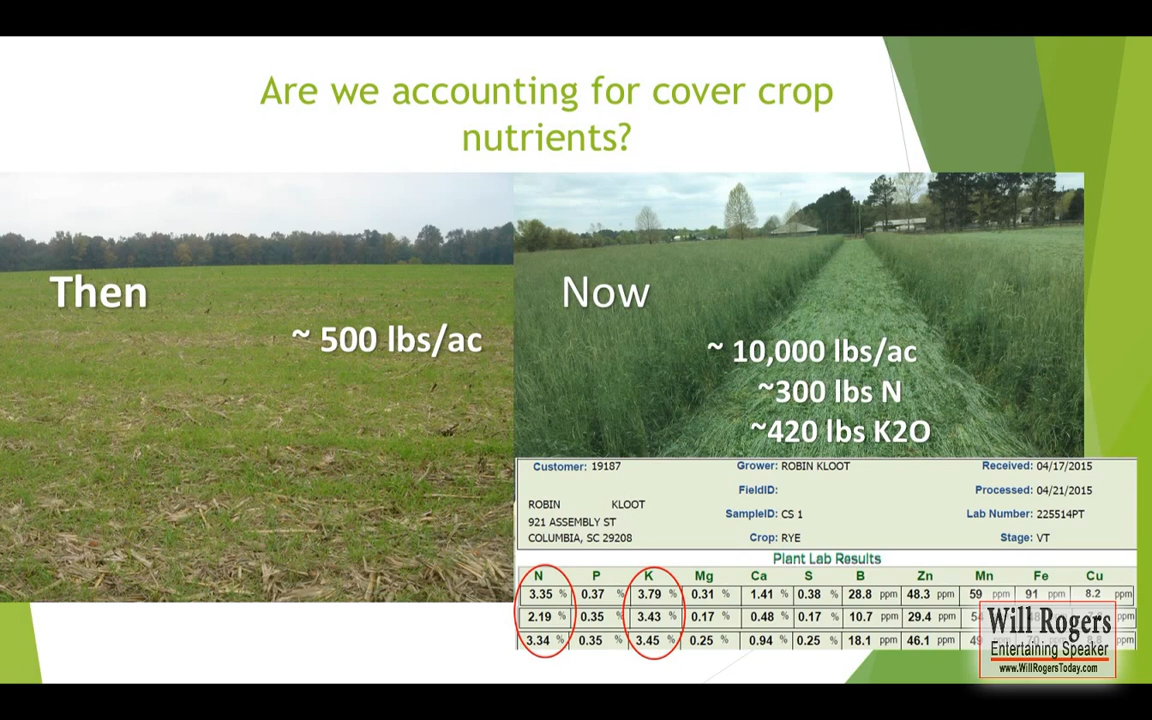 Are we accounting for cover crop
nutrients?
Then
~ 500 lbs/ac
Now
~ 10,000 lbs/ac
~300 lbs N
~420 lbs K2O
Customer: 19187 Grower: ROBIN KLOOT Received: 04/17/2015
FieldID: Processed: 04/21/2015
ROBIN KLOOT SampleID: CS 1 Lab Number: 225514PT
921 ASSEMBLY ST
COLUMBIA, SC 29208 Crop: RYE Stage: VT
Plant Lab Results
N P K Mg Ca S B Zn Mn Fe Cu
3.35 % 0.37 % 3.79 % 0.31 % 1.41 % 0.38 % 28.8 ppm 48.3 ppm 59 ppm 91 ppm 8.2 ppm
2.19 % 0.35 % 3.43 % 0.17 % 0.48 % 0.17 % 10.7 ppm 29.4 ppm ppm
3.34 % 0.35 % 3.45 % 0.25 % 0.94 % 0.25 % 18.1 ppm 46.1 ppm ppm
Will Rogers
Entertaining Speaker
www.WillRogersToday.com